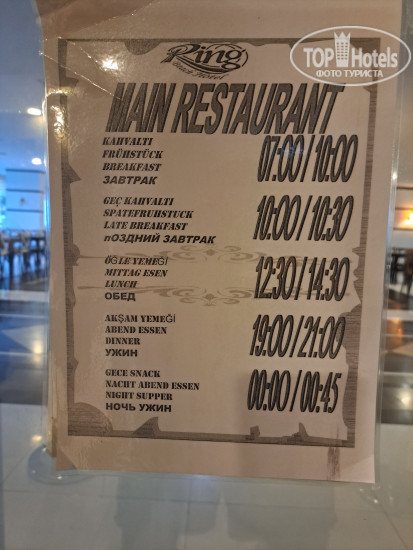 TOP Hotels
ФОТО ТУРИСТА
Ring
Beach Hotel
MAIN RESTAURANT
KAHVALTI
FRÜHSTÜCK
BREAKFAST
ЗАВТРАК
07:00/10:00
GEÇ KAHVALTI
SPATEFRUHSTUCK
LATE BREAKFAST
пОЗДНИЙ ЗАВТРАК
10:00/10:30
ÖĞLE YEMEĞİ
MITTAG ESEN
LUNCH
ОБЕД
12:30/14:30
AKŞAM YEMEĞİ
ABEND ESSEN
DINNER
УЖИН
19:00/21:00
GECE SNACK
NACHT ABEND ESSEN
NIGHT SUPPER
НОЧЬ УЖИН
00:00/00:45